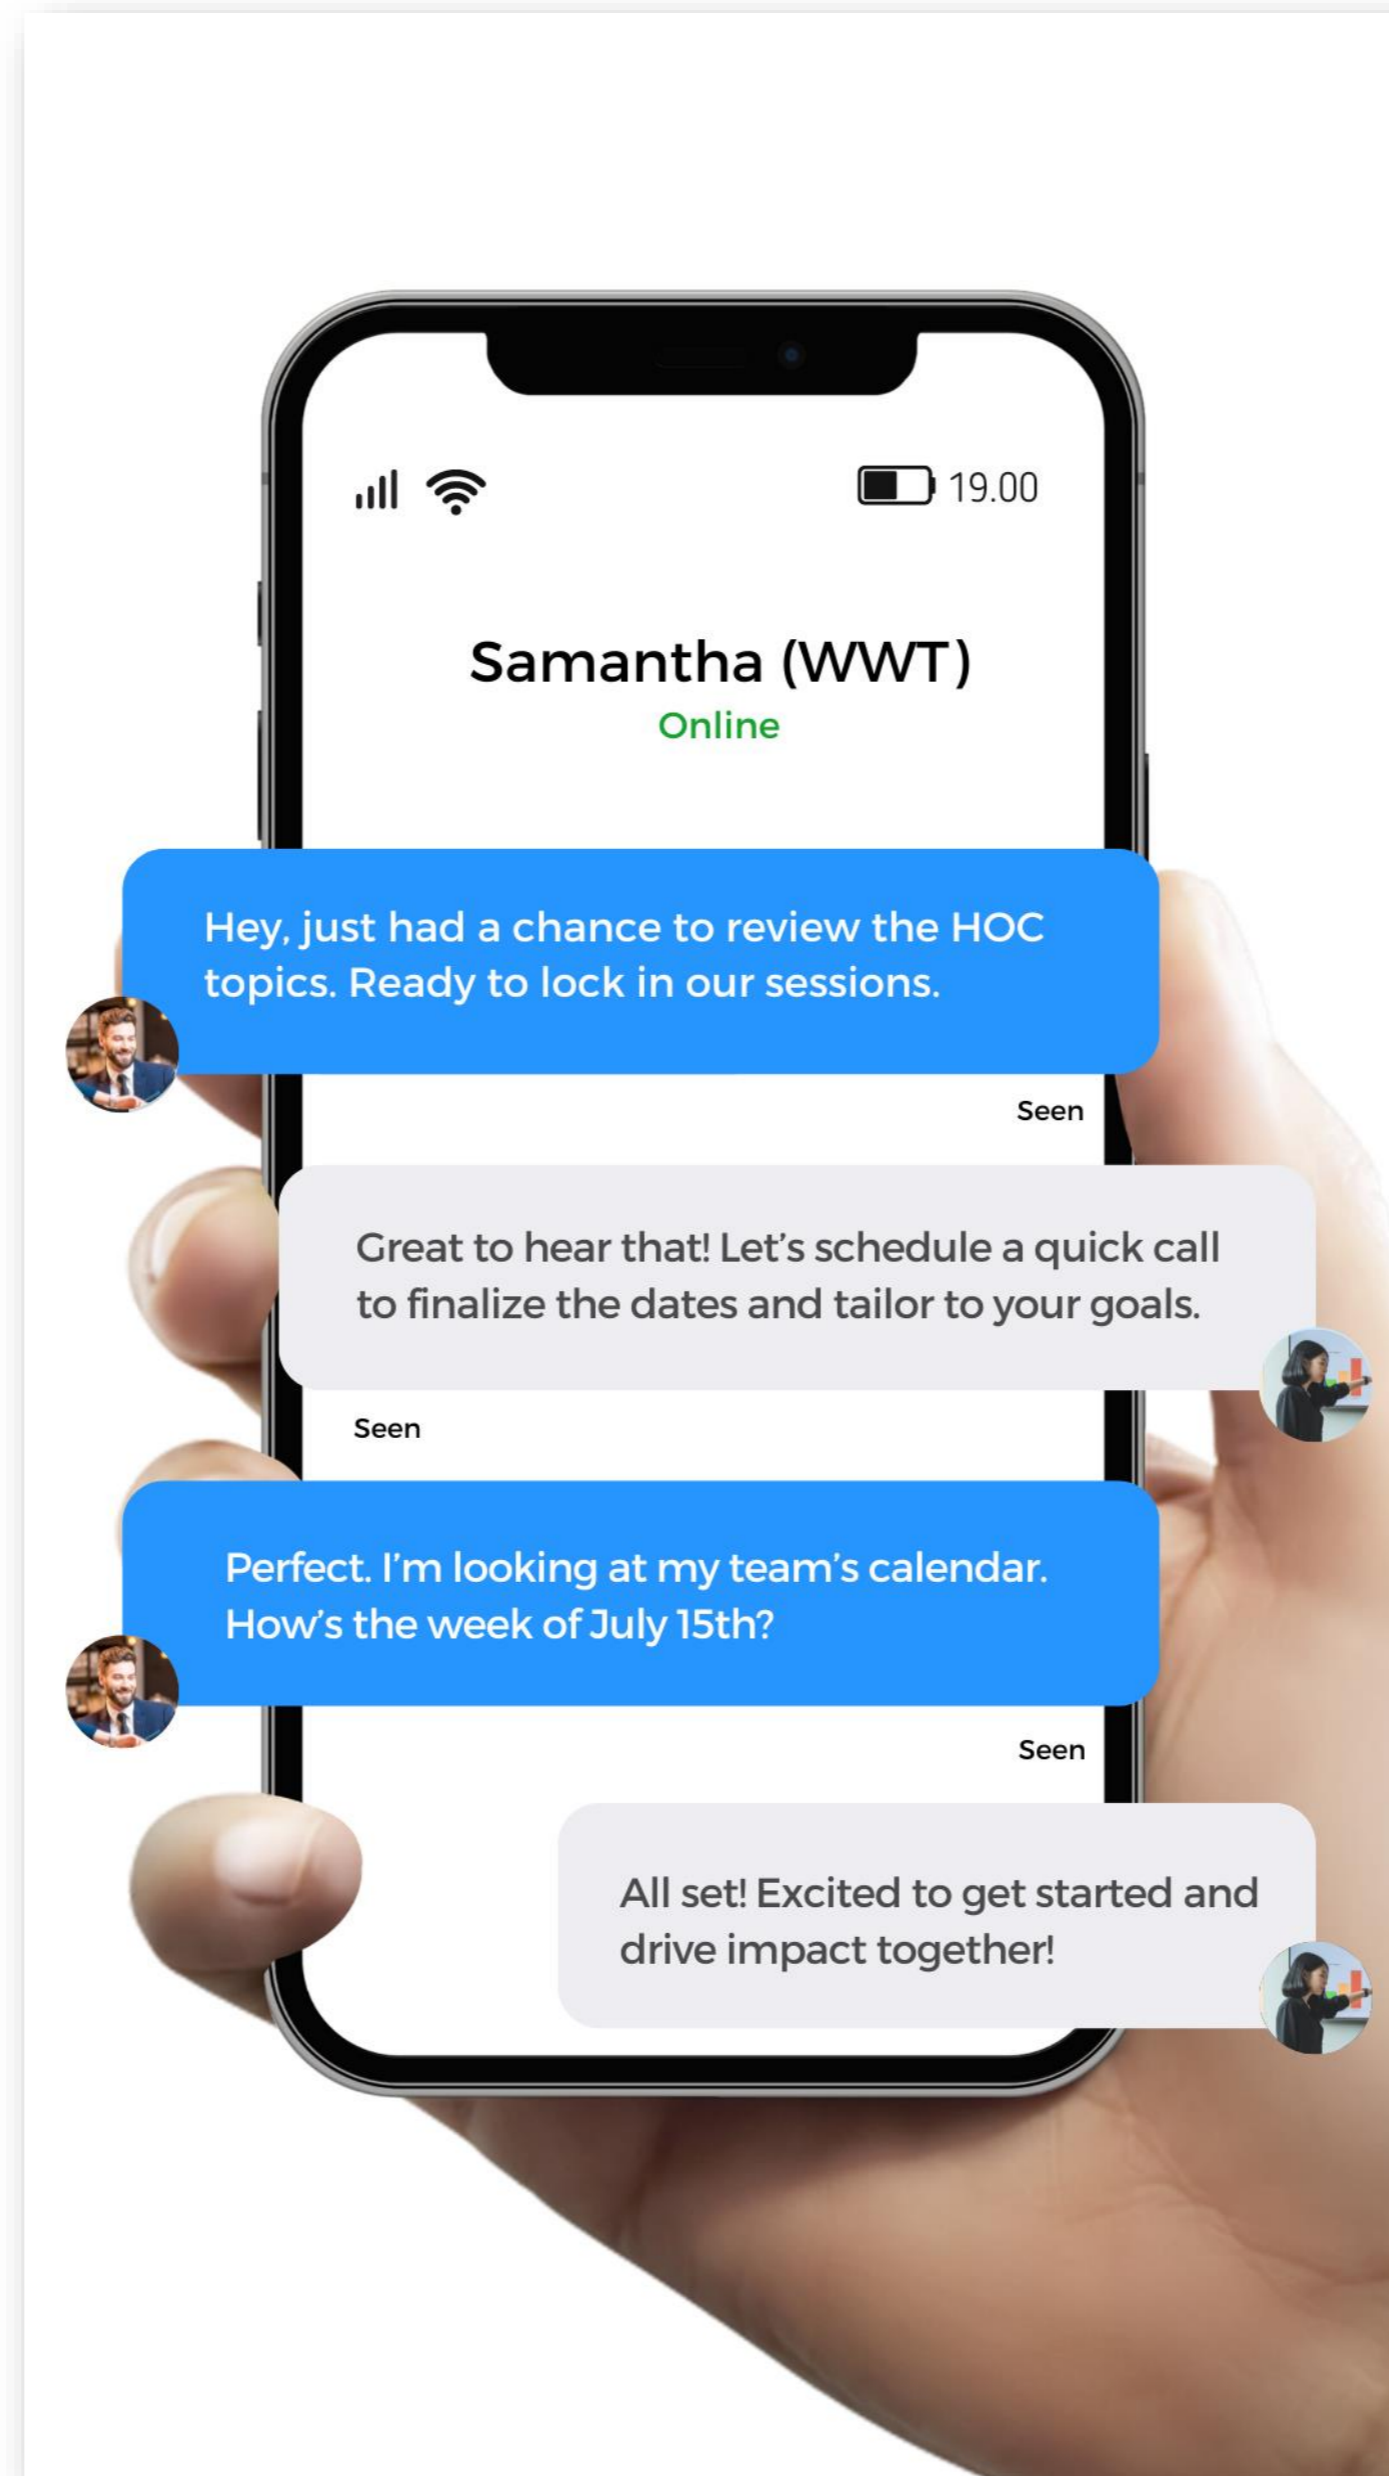 19.00
Samantha (WWT)
Online
Hey, just had a chance to review the HOC
topics. Ready to lock in our sessions.
Seen
Great to hear that! Let's schedule a quick call
to finalize the dates and tailor to your goals.
Seen
Perfect. I'm looking at my team's calendar.
How's the week of July 15th?
Seen
All set! Excited to get started and
drive impact together!